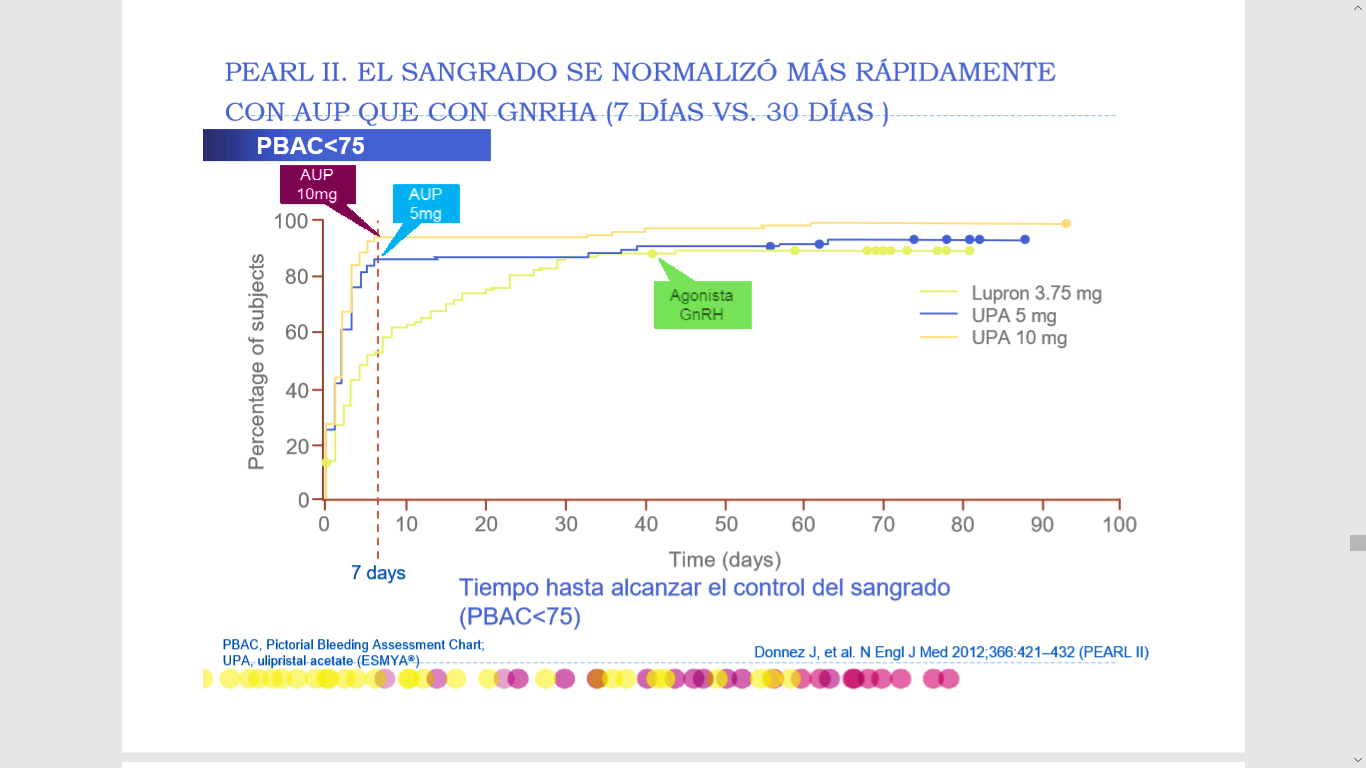 PEARL II. EL SANGRADO SE NORMALIZÓ MÁS RÁPIDAMENTE
CON AUP QUE CON GNRHA (7 DÍAS VS. 30 DÍAS )
PBAC<75
AUP
10mg
AUP
5mg
100
80
60
40
20
0
Percentage of subjects
Agonista
GnRH
Lupron 3.75 mg
UPA 5 mg
UPA 10 mg
0 10 20 30 40 50 60 70 80 90 100
Time (days)
7 days
Tiempo hasta alcanzar el control del sangrado
(PBAC<75)
PBAC, Pictorial Bleeding Assessment Chart;
UPA, ulipristal acetate (ESMYA®)
Donnez J, et al. N Engl J Med 2012;366:421–432 (PEARL II)